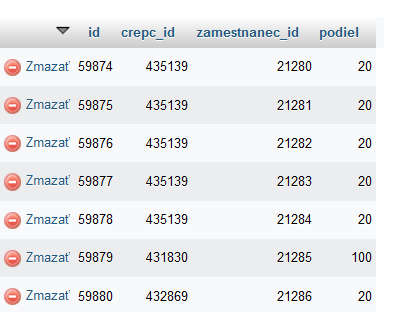 id crepc_id zamestnanec_id podiel
Zmazať 59874 435139 21280 20
Zmazať 59875 435139 21281 20
Zmazať 59876 435139 21282 20
Zmazať 59877 435139 21283 20
Zmazať 59878 435139 21284 20
Zmazať 59879 431830 21285 100
Zmazať 59880 432869 21286 20